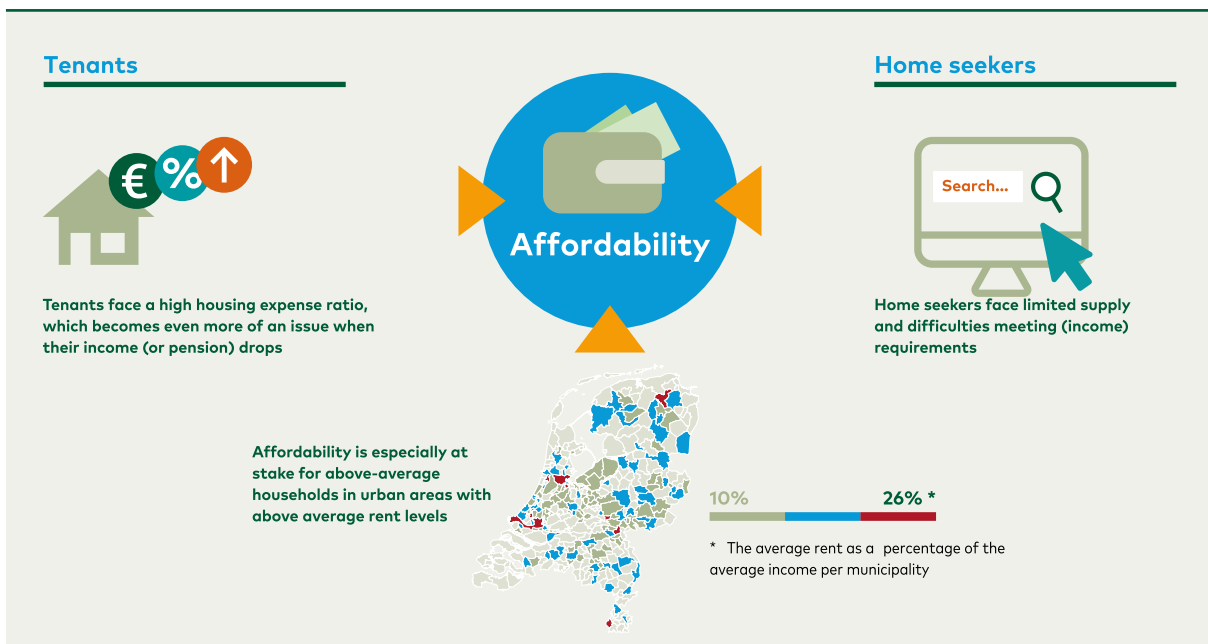 Tenants
€ %
Tenants face a high housing expense ratio,
which becomes even more of an issue when
their income (or pension) drops
Affordability
Home seekers
Search...
Home seekers face limited supply
and difficulties meeting (income)
requirements
Affordability is especially at
stake for above-average
households in urban areas with
above average rent levels
10% 26% *
* The average rent as a percentage of the
average income per municipality